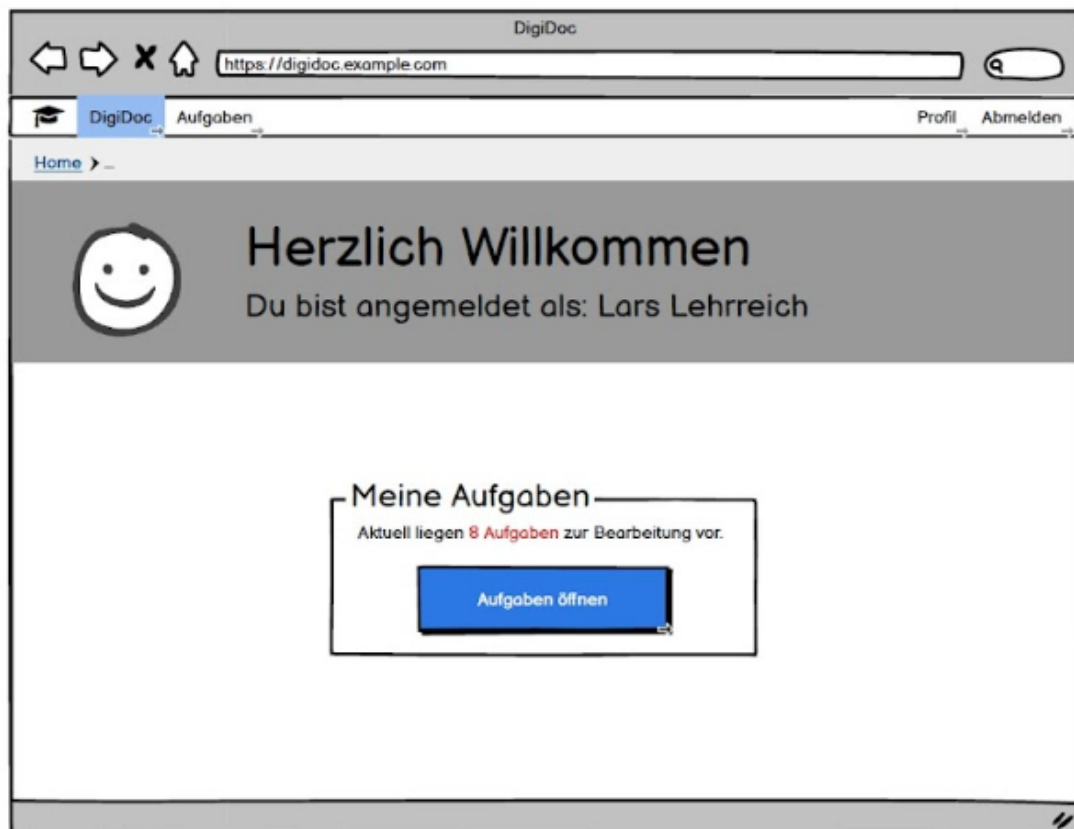 DigiDoc
https://digidoc.example.com
DigiDoc Aufgaben Profil Abmelden
Home > ...
Herzlich Willkommen
Du bist angemeldet als: Lars Lehrreich
Meine Aufgaben
Aktuell liegen 8 Aufgaben zur Bearbeitung vor.
Aufgaben öffnen